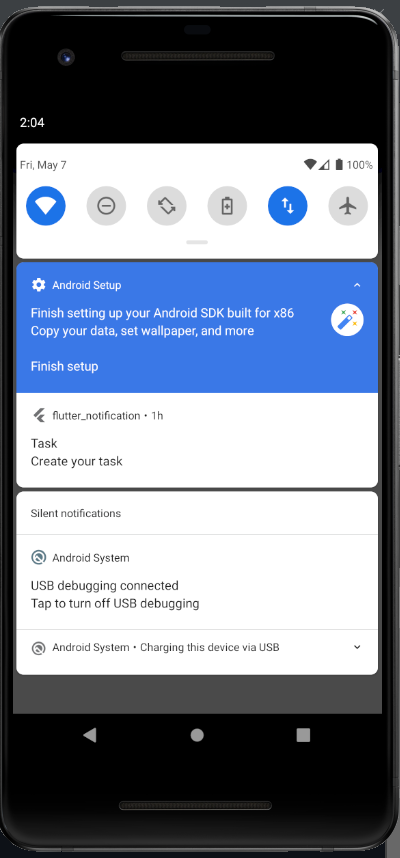 2:04
Fri, May 7 100%
Android Setup
Finish setting up your Android SDK built for x86
Copy your data, set wallpaper, and more
Finish setup
flutter_notification • 1h
Task
Create your task
Silent notifications
Android System
USB debugging connected
Tap to turn off USB debugging
Android System • Charging this device via USB